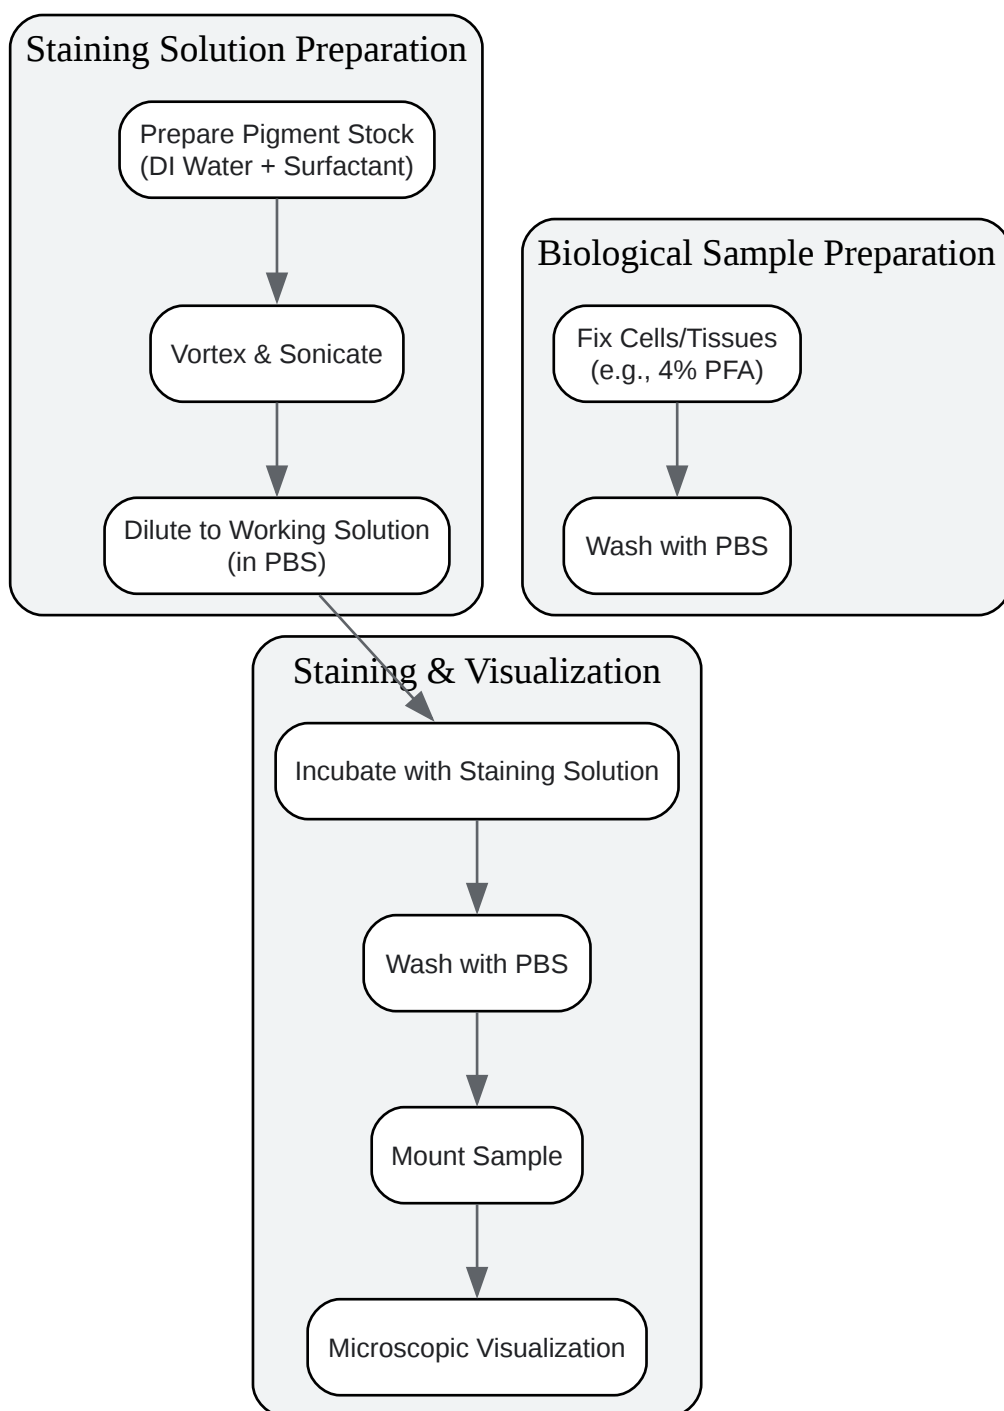 Staining Solution Preparation
Prepare Pigment Stock
(DI Water + Surfactant)
Vortex & Sonicate
Dilute to Working Solution
(in PBS)
Biological Sample Preparation
Fix Cells/Tissues
(e.g., 4% PFA)
Wash with PBS
Staining & Visualization
Incubate with Staining Solution
Wash with PBS
Mount Sample
Microscopic Visualization